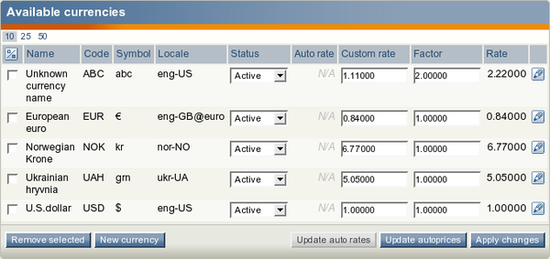 Available currencies
10 25 50
Name Code Symbol Locale Status Auto rate Custom rate Factor Rate
Unknown currency name ABC abc eng-US Active N/A 1.11000 2.00000 2.22000
European euro EUR € eng-GB@euro Active N/A 0.84000 1.00000 0.84000
Norwegian Krone NOK kr nor-NO Active N/A 6.77000 1.00000 6.77000
Ukrainian hryvnia UAH grn ukr-UA Active N/A 5.05000 1.00000 5.05000
U.S.dollar USD $ eng-US Active N/A 1.00000 1.00000 1.00000
Remove selected New currency Update auto rates Update autoprices Apply changes